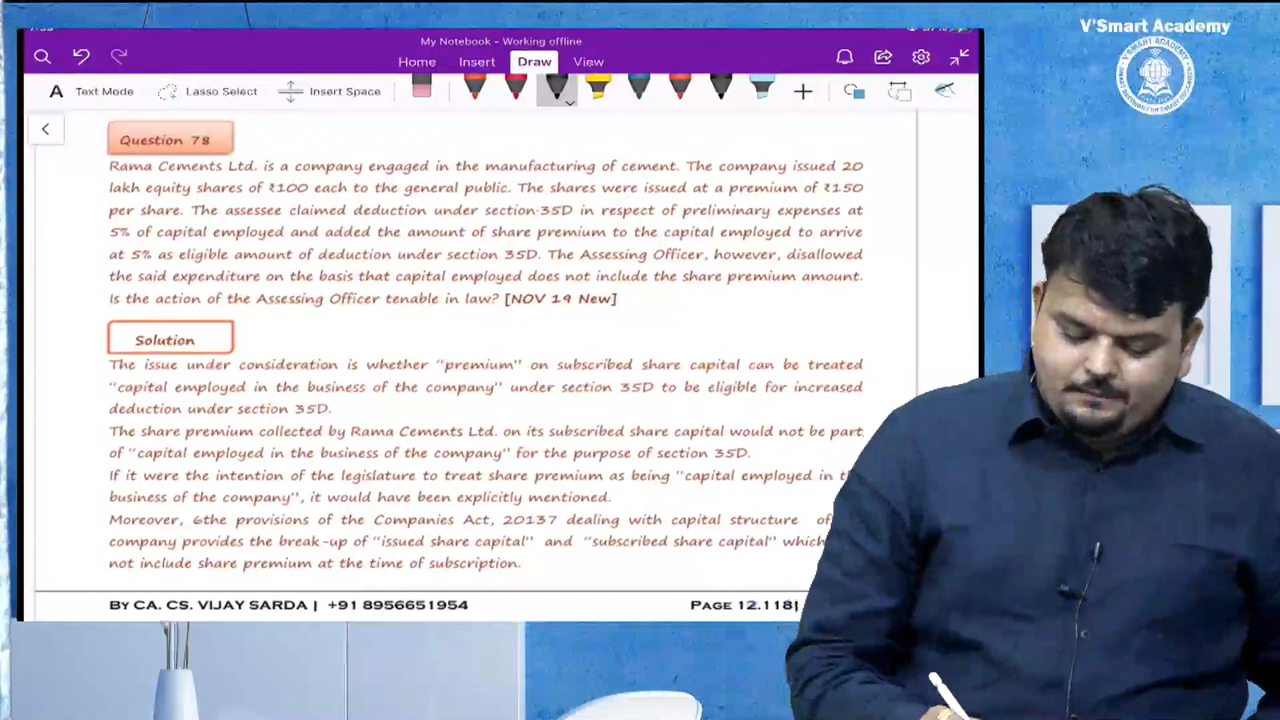 V'Smart Academy
My Notebook - Working offline
Home Insert Draw View
Text Mode Lasso Select Insert Space
Question 78
Rama Cements Ltd. is a company engaged in the manufacturing of cement. The company issued 20
lakh equity shares of ₹100 each to the general public. The shares were issued at a premium of ₹150
per share. The assessee claimed deduction under section-35D in respect of preliminary expenses at
5% of capital employed and added the amount of share premium to the capital employed to arrive
at 5% as eligible amount of deduction under section 35D. The Assessing Officer, however, disallowed
the said expenditure on the basis that capital employed does not include the share premium amount.
Is the action of the Assessing Officer tenable in law? [NOV 19 New]
Solution
The issue under consideration is whether "premium" on subscribed share capital can be treated
"capital employed in the business of the company" under section 35D to be eligible for increased
deduction under section 35D.
The share premium collected by Rama Cements Ltd. on its subscribed share capital would not be part
of "capital employed in the business of the company" for the purpose of section 35D.
If it were the intention of the legislature to treat share premium as being "capital employed in
business of the company", it would have been explicitly mentioned.
Moreover, 6the provisions of the Companies Act, 20137 dealing with capital structure of
company provides the break-up of "issued share capital" and "subscribed share capital" which
not include share premium at the time of subscription.
BY CA. CS. VIJAY SARDA | +91 8956651954 PAGE 12.118|